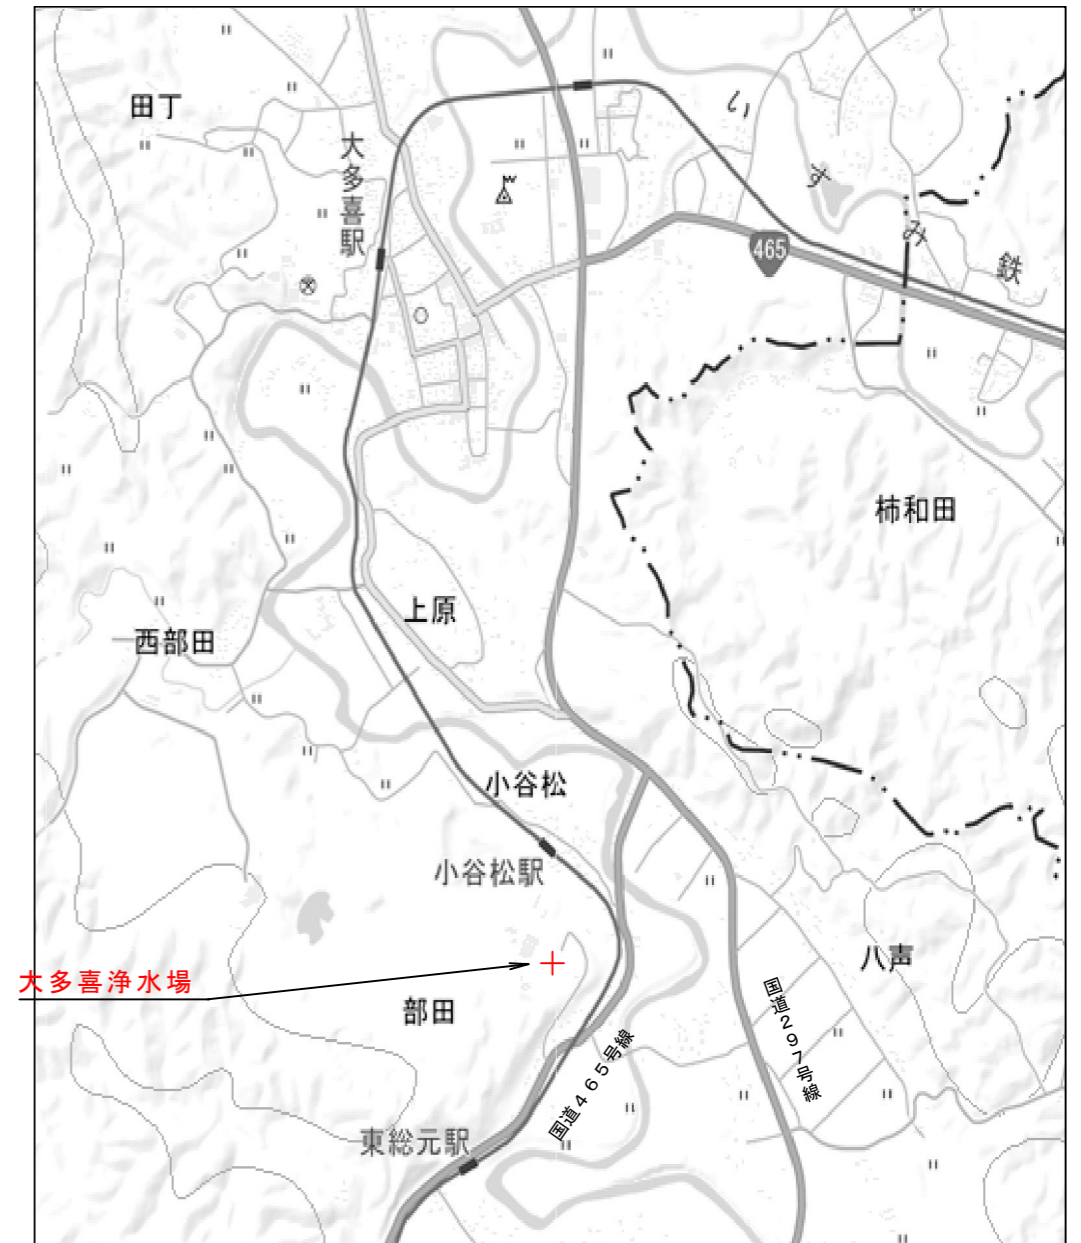 田丁
大多喜駅
いすみ鉄
465
柿和田
上原
西部田
小谷松
小谷松駅
八声
大多喜浄水場
部田
国道297号線
国道465号線
東総元駅